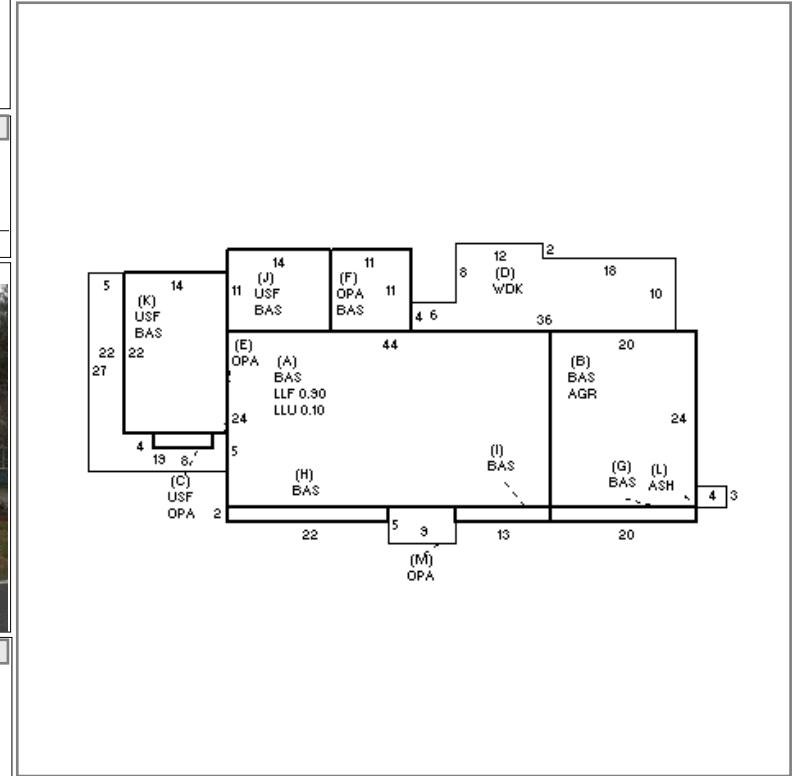 12
2
8
(D)
WDK
18
10
14
(J)
USF
BAS
11
11
(F)
OPA
BAS
11
5
14
(K)
USF
BAS
22
22
27
4
6
36
(E)
OPA
44
(A)
BAS
LLF 0.90
LLU 0.10
20
(B)
BAS
AGR
24
24
4
19
8
5
(C)
USF
OPA
(H)
BAS
(I)
BAS
(G)
BAS
(L)
ASH
4
3
2
22
5
9
13
20
(M)
OPA